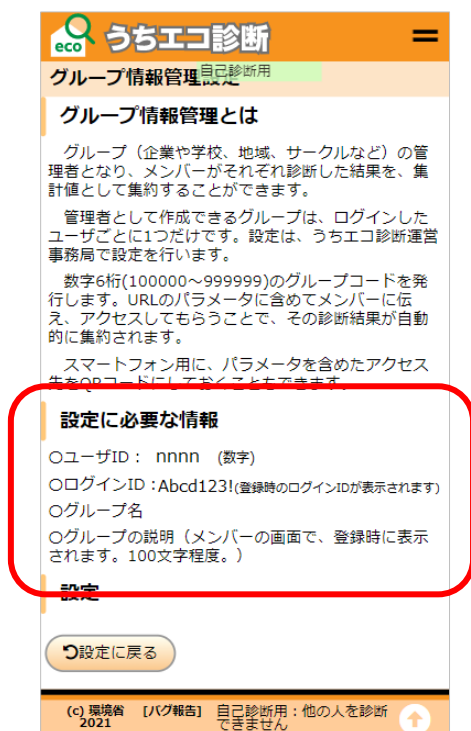 eco うちエコ診断
グループ情報管理設定
自己診断用
グループ情報管理とは
グループ（企業や学校、地域、サークルなど）の管
理者となり、メンバーがそれぞれ診断した結果を、集
計値として集約することができます。
管理者として作成できるグループは、ログインした
ユーザごとに1つだけです。設定は、うちエコ診断運営
事務局で設定を行います。
数字6桁(100000～999999)のグループコードを発
行します。URLのパラメータに含めてメンバーに伝
え、アクセスしてもらうことで、その診断結果が自動
的に集約されます。
スマートフォン用に、パラメータを含めたアクセス
先をQRコードにしておくこともできます。
設定に必要な情報
○ユーザID： nnnn (数字)
○ログインID：Abcd123!(登録時のログインIDが表示されます)
○グループ名
○グループの説明（メンバーの画面で、登録時に表示
されます。100文字程度。）
設定
設定に戻る
(c) 環境省 [バグ報告] 自己診断用：他の人を診断
2021 できません